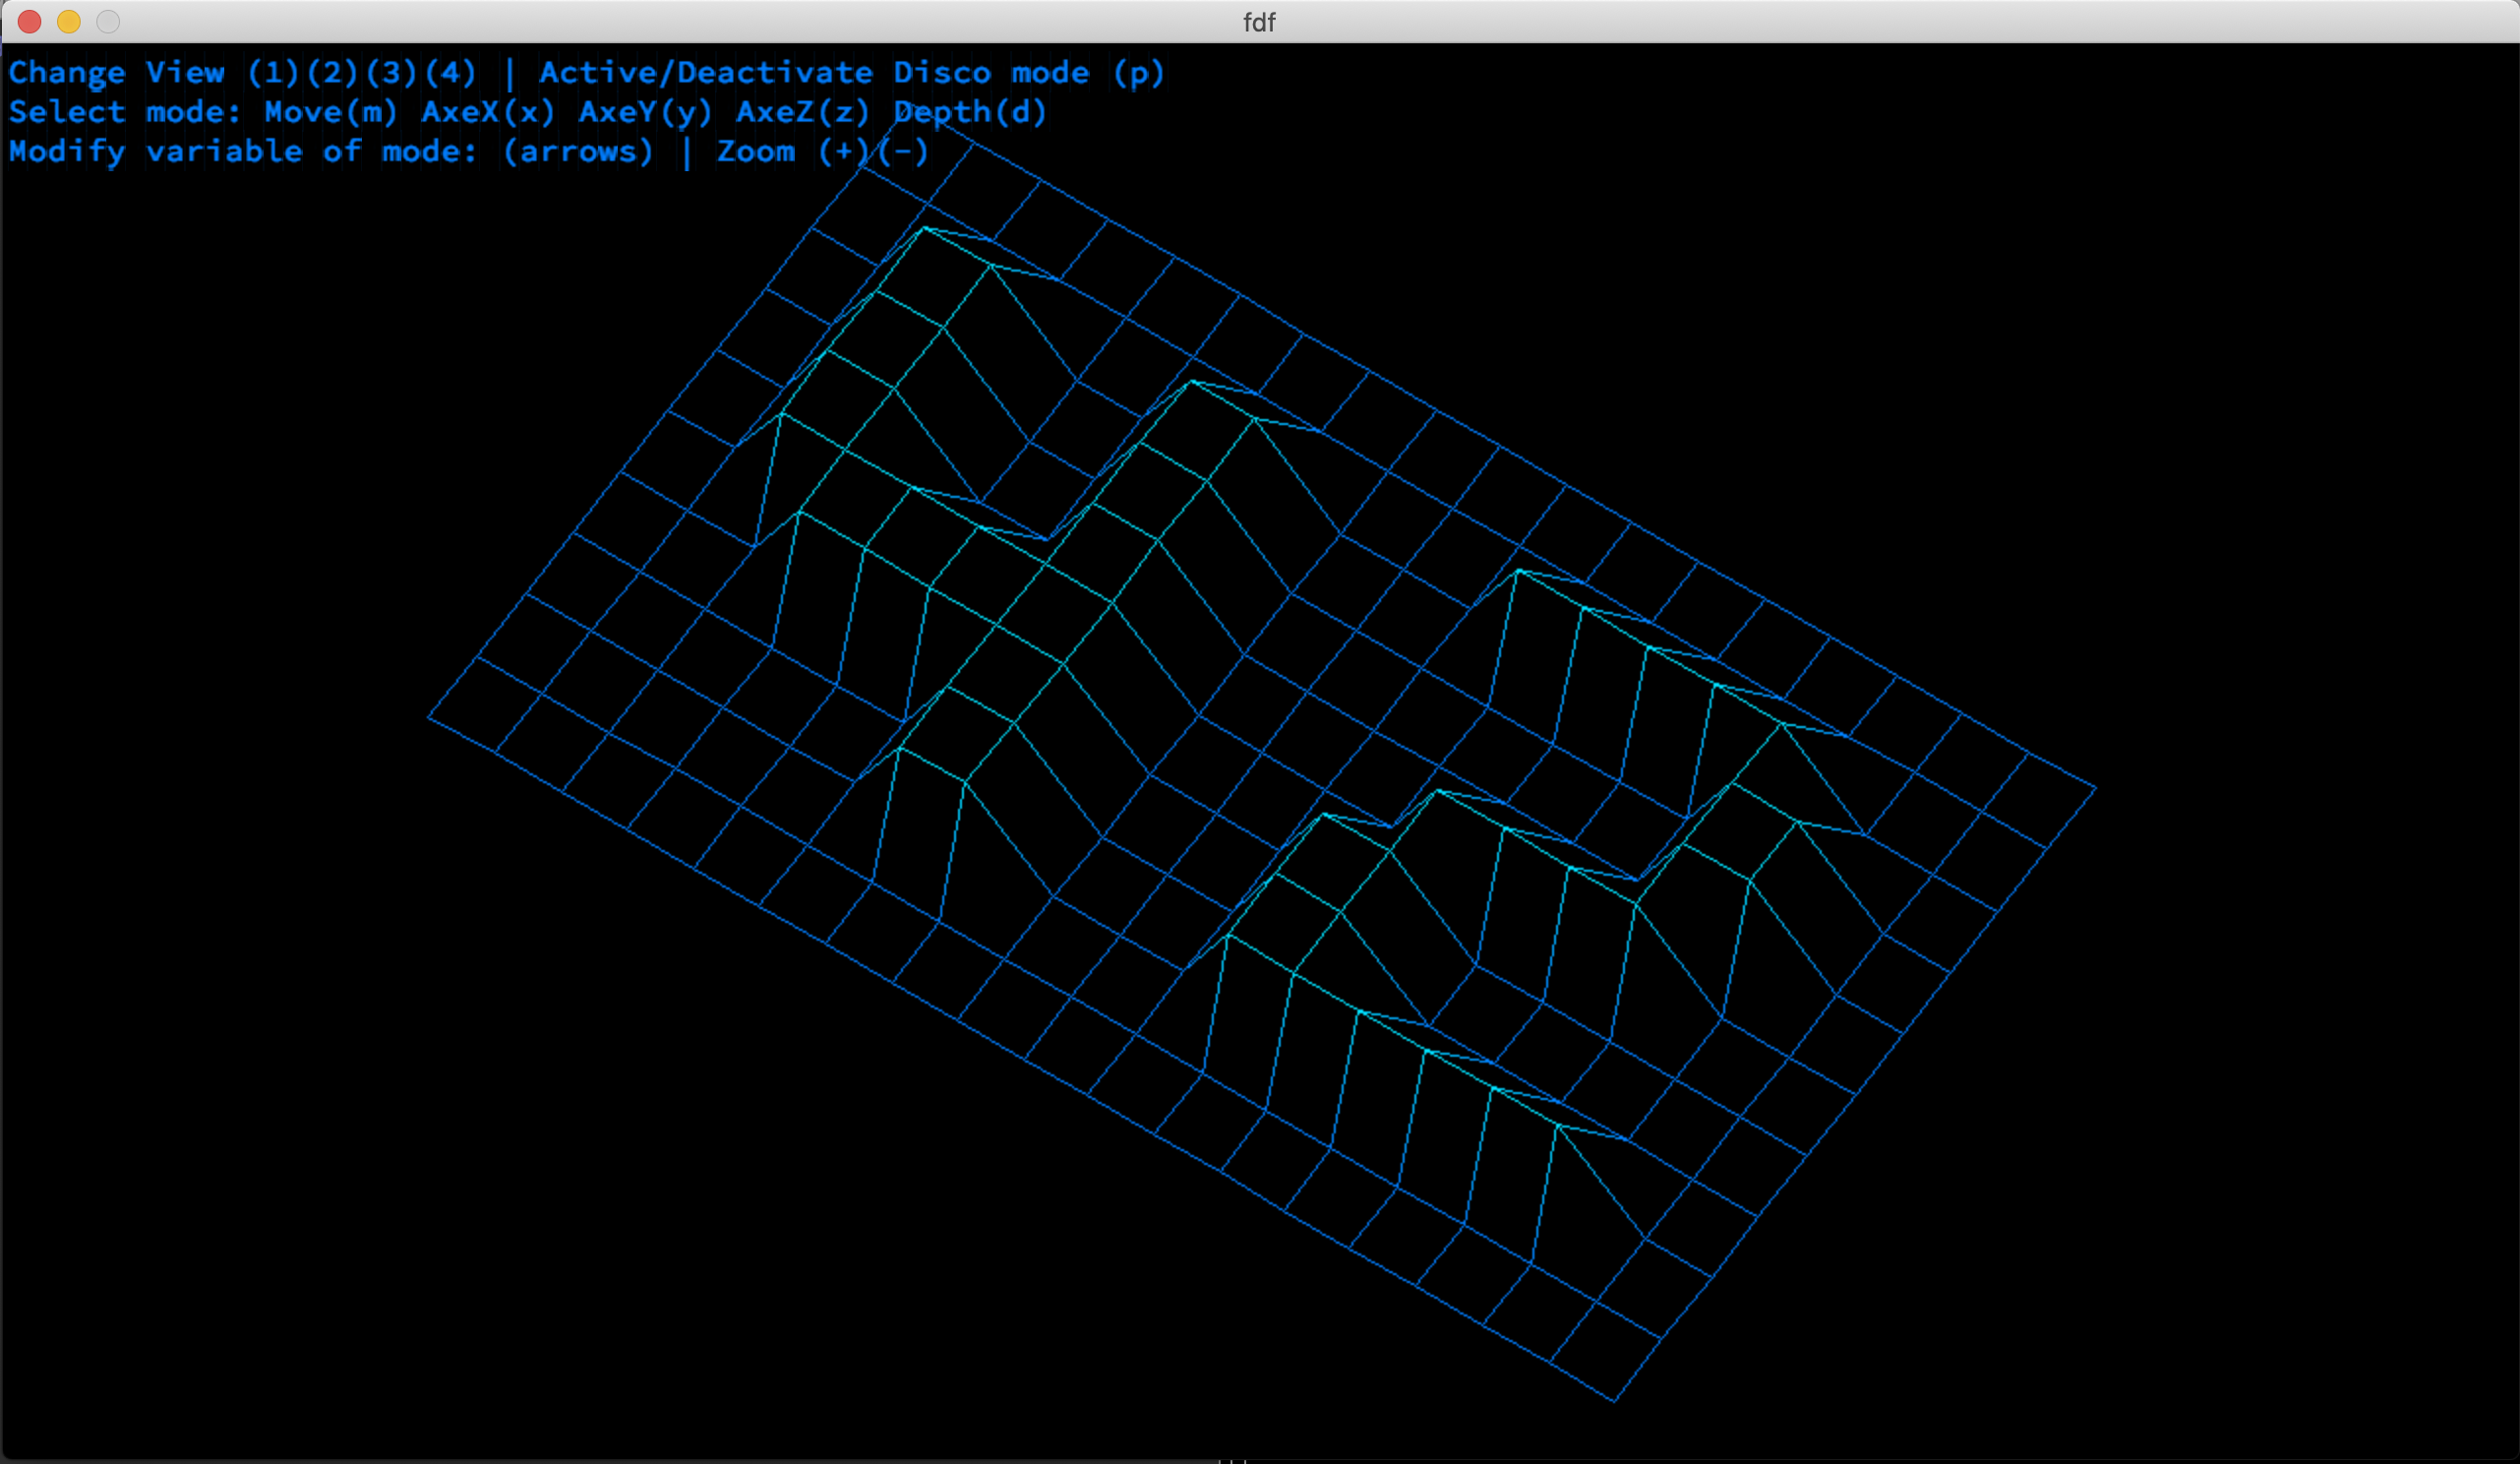 fdf
Change View (1)(2)(3)(4) | Active/Deactivate Disco mode (p)
Select mode: Move(m) AxeX(x) AxeY(y) AxeZ(z) Depth(d)
Modify variable of mode: (arrows) | Zoom (+)(-)
42